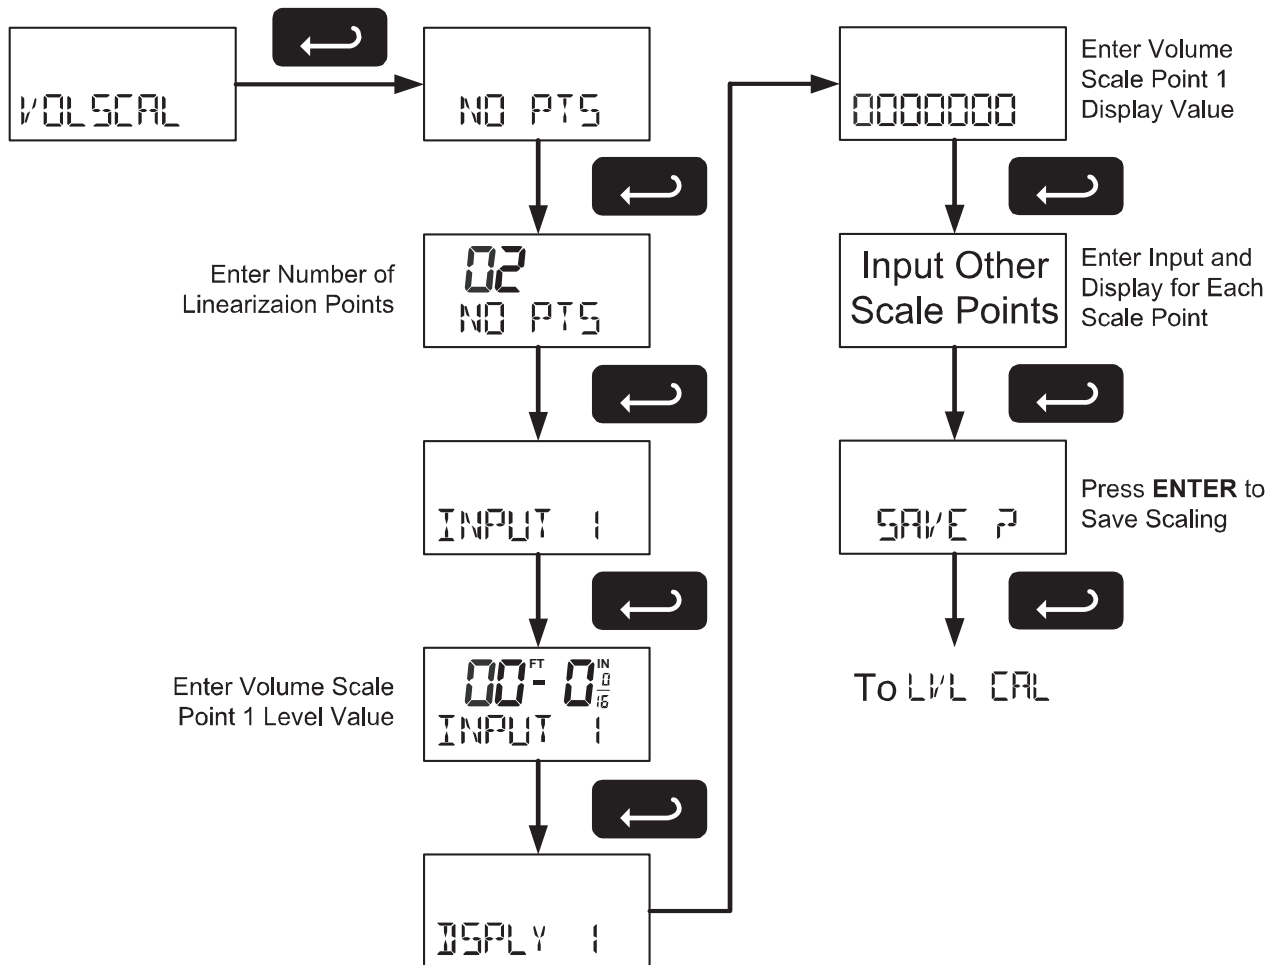 VOLSCAL
NO PTS
Enter Number of
Linearizaion Points
02
NO PTS
INPUT 1
Enter Volume Scale
Point 1 Level Value
00 FT - 0 IN 0/16
INPUT 1
DSPLY 1
0000000
Enter Volume
Scale Point 1
Display Value
Input Other
Scale Points
Enter Input and
Display for Each
Scale Point
SAVE ?
Press ENTER to
Save Scaling
To LVL CAL